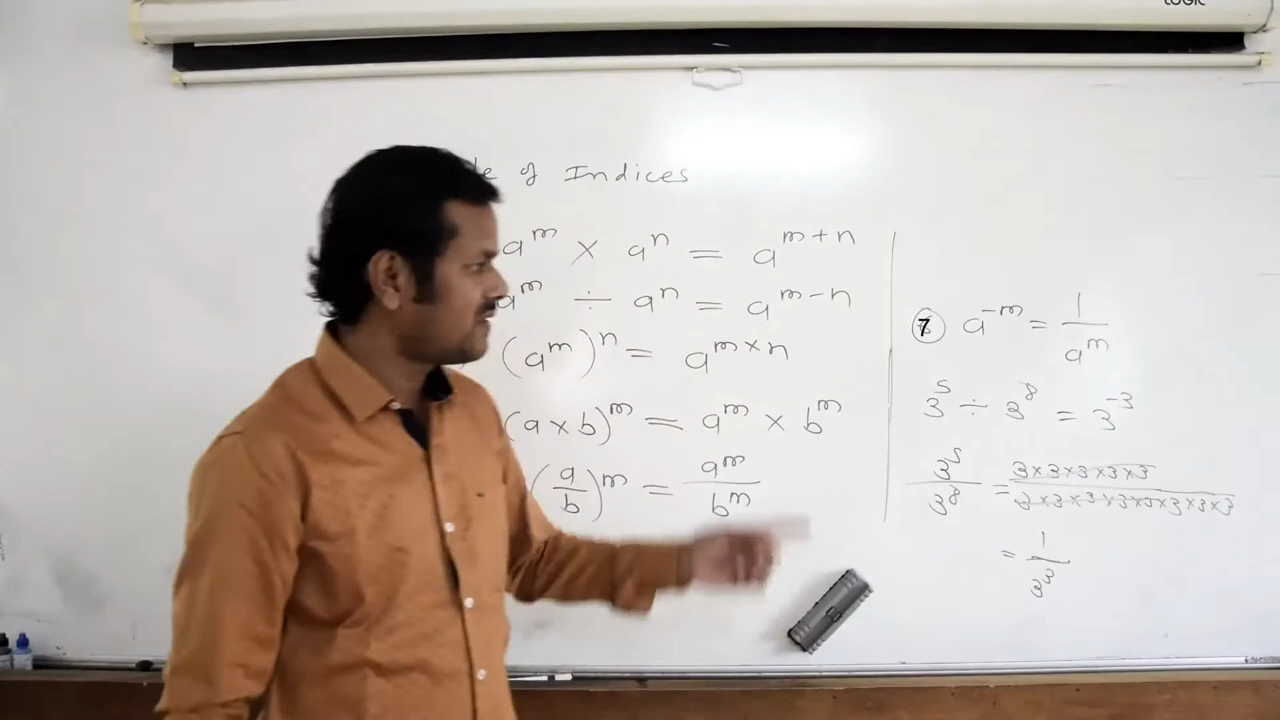 LOGIC
of Indices
a^m × a^n = a^{m+n}
a^m ÷ a^n = a^{m-n}
(a^m)^n = a^{m×n}
(a×b)^m = a^m × b^m
(a/b)^m = a^m/b^m
⑦ a^{-m} = 1/a^m
3^5 ÷ 3^8 = 3^{-3}
3^5/3^8 = 3×3×3×3×3/3×3×3×3×3×3×3×3
= 1/3^3